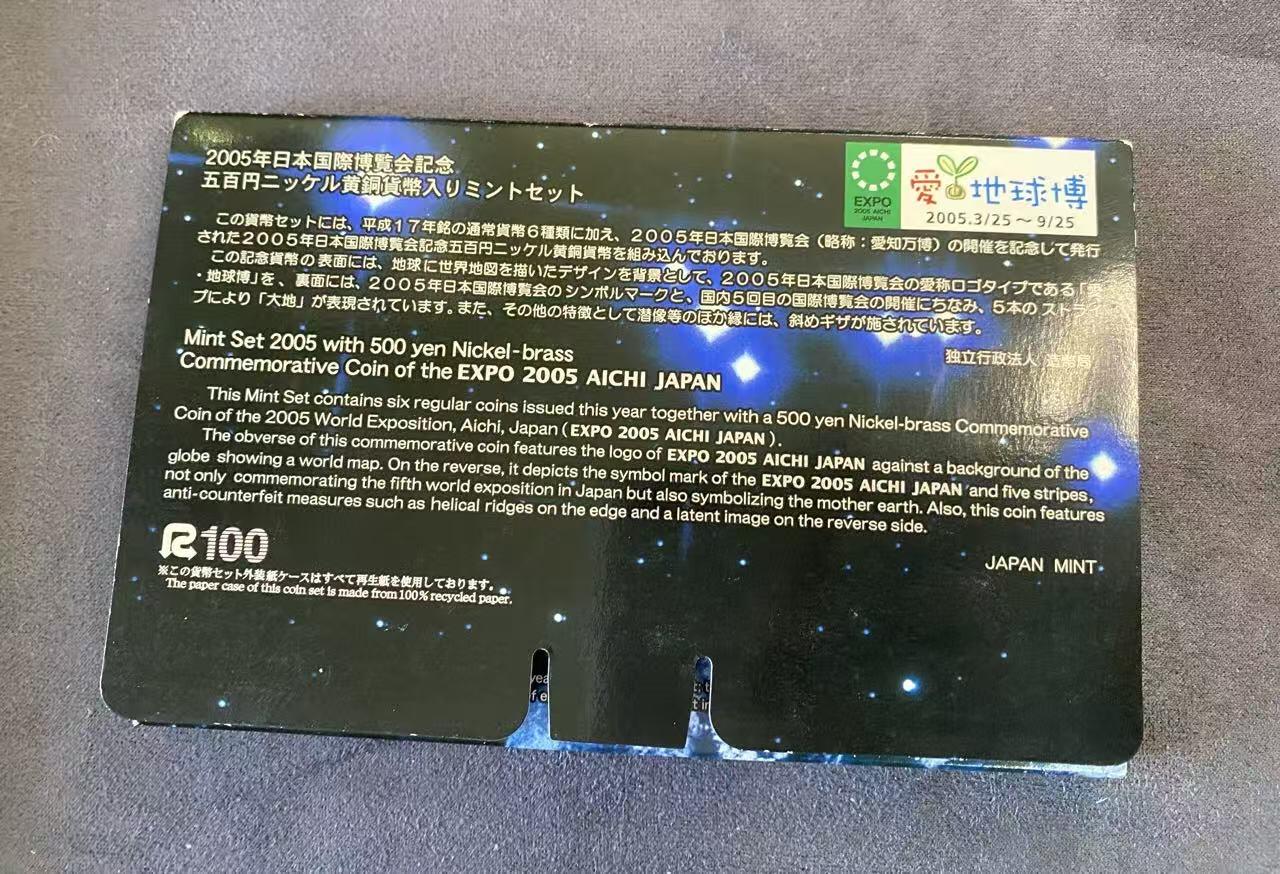 2005年日本国際博覧会記念
五百円ニッケル黄銅貨幣入りミントセット
EXPO
2005 AICHI
JAPAN
愛・地球博
2005.3/25～9/25
この貨幣セットには、平成17年銘の通常貨幣6種類に加え、2005年日本国際博覧会（略称：愛知万博）の開催を記念して発行
された2005年日本国際博覧会記念五百円ニッケル黄銅貨幣を組み込んでおります。
この記念貨幣の表面には、地球に世界地図を描いたデザインを背景として、2005年日本国際博覧会の愛称ロゴタイプである「愛
・地球博」を、裏面には、2005年日本国際博覧会のシンボルマークと、国内5回目の国際博覧会の開催にちなみ、5本のストライ
プにより「大地」が表現されています。また、その他の特徴として潜像等のほか縁には、斜めギザが施されています。
独立行政法人 造幣局
Mint Set 2005 with 500 yen Nickel-brass
Commemorative Coin of the EXPO 2005 AICHI JAPAN
This Mint Set contains six regular coins issued this year together with a 500 yen Nickel-brass Commemorative
Coin of the 2005 World Exposition, Aichi, Japan (EXPO 2005 AICHI JAPAN).
The obverse of this commemorative coin features the logo of EXPO 2005 AICHI JAPAN against a background of the
globe showing a world map. On the reverse, it depicts the symbol mark of the EXPO 2005 AICHI JAPAN and five stripes,
not only commemorating the fifth world exposition in Japan but also symbolizing the mother earth. Also, this coin features
anti-counterfeit measures such as helical ridges on the edge and a latent image on the reverse side.
JAPAN MINT
R100
※この貨幣セット外装紙ケースはすべて再生紙を使用しております。
The paper case of this coin set is made from 100% recycled paper.